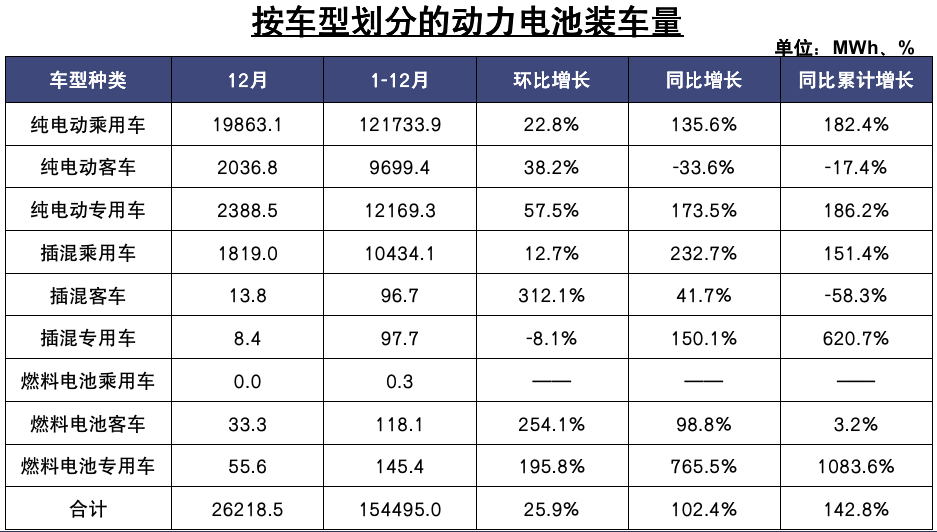 按车型划分的动力电池装车量
单位：MWh、%
车型种类 12月 1-12月 环比增长 同比增长 同比累计增长
纯电动乘用车 19863.1 121733.9 22.8% 135.6% 182.4%
纯电动客车 2036.8 9699.4 38.2% -33.6% -17.4%
纯电动专用车 2388.5 12169.3 57.5% 173.5% 186.2%
插混乘用车 1819.0 10434.1 12.7% 232.7% 151.4%
插混客车 13.8 96.7 312.1% 41.7% -58.3%
插混专用车 8.4 97.7 -8.1% 150.1% 620.7%
燃料电池乘用车 0.0 0.3 —— —— ——
燃料电池客车 33.3 118.1 254.1% 98.8% 3.2%
燃料电池专用车 55.6 145.4 195.8% 765.5% 1083.6%
合计 26218.5 154495.0 25.9% 102.4% 142.8%